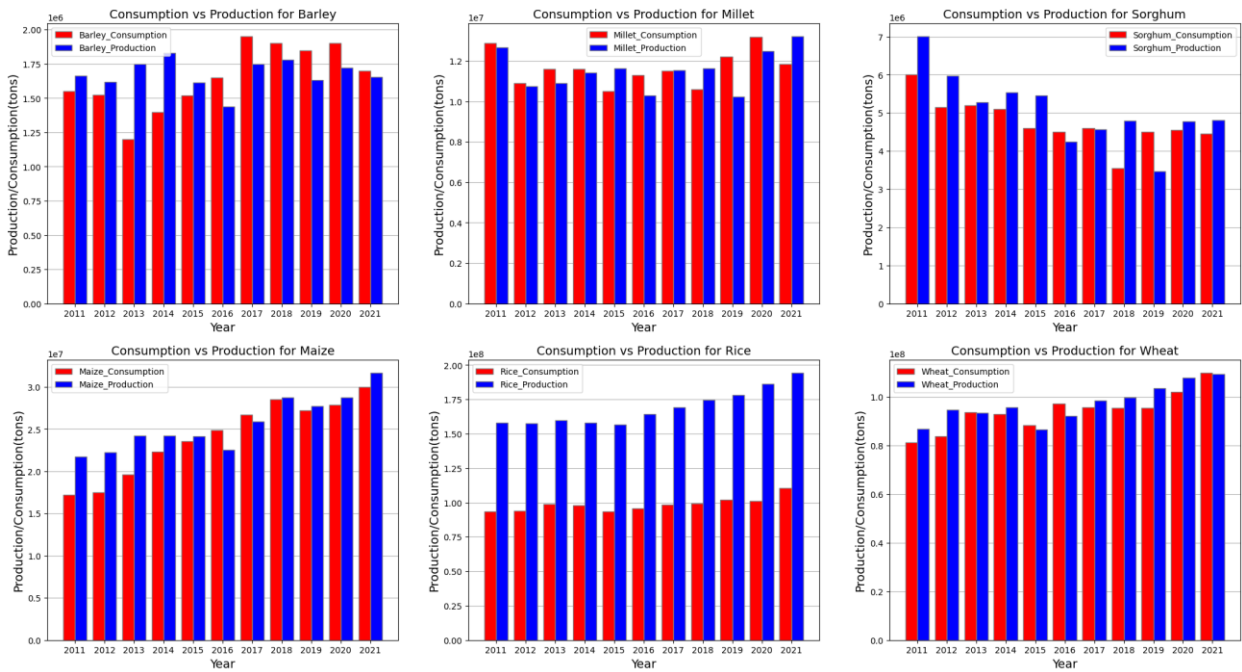 Consumption vs Production for Barley
1e6
Barley_Consumption
Barley_Production
2.00
1.75
1.50
1.25
1.00
0.75
0.50
0.25
0.00
Production/Consumption(tons)
2011 2012 2013 2014 2015 2016 2017 2018 2019 2020 2021
Year
Consumption vs Production for Millet
1e7
Millet_Consumption
Millet_Production
1.2
1.0
0.8
0.6
0.4
0.2
0.0
Production/Consumption(tons)
2011 2012 2013 2014 2015 2016 2017 2018 2019 2020 2021
Year
Consumption vs Production for Sorghum
1e6
Sorghum_Consumption
Sorghum_Production
7
6
5
4
3
2
1
0
Production/Consumption(tons)
2011 2012 2013 2014 2015 2016 2017 2018 2019 2020 2021
Year
Consumption vs Production for Maize
1e7
Maize_Consumption
Maize_Production
3.0
2.5
2.0
1.5
1.0
0.5
0.0
Production/Consumption(tons)
2011 2012 2013 2014 2015 2016 2017 2018 2019 2020 2021
Year
Consumption vs Production for Rice
1e8
Rice_Consumption
Rice_Production
2.00
1.75
1.50
1.25
1.00
0.75
0.50
0.25
0.00
Production/Consumption(tons)
2011 2012 2013 2014 2015 2016 2017 2018 2019 2020 2021
Year
Consumption vs Production for Wheat
1e8
Wheat_Consumption
Wheat_Production
1.0
0.8
0.6
0.4
0.2
0.0
Production/Consumption(tons)
2011 2012 2013 2014 2015 2016 2017 2018 2019 2020 2021
Year